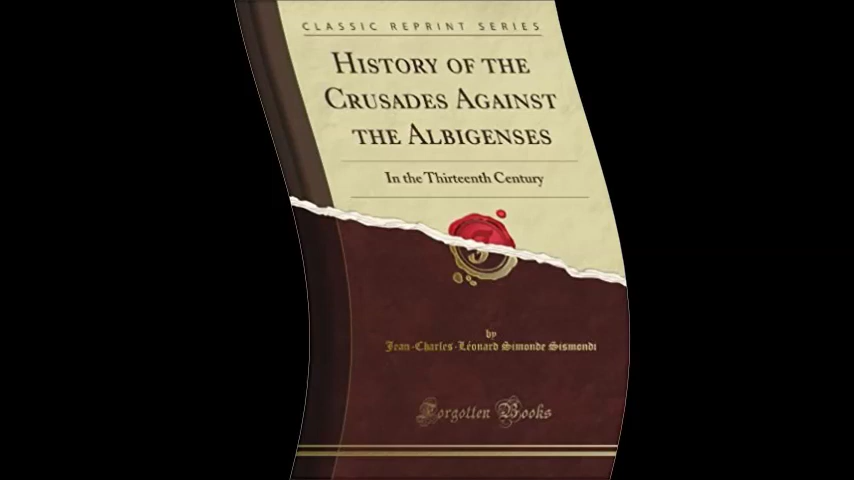 CLASSIC REPRINT SERIES
HISTORY OF THE
CRUSADES AGAINST
THE ALBIGENSES
In the Thirteenth Century
by
Jean-Charles-Léonard Simonde Sismondi
Forgotten Books